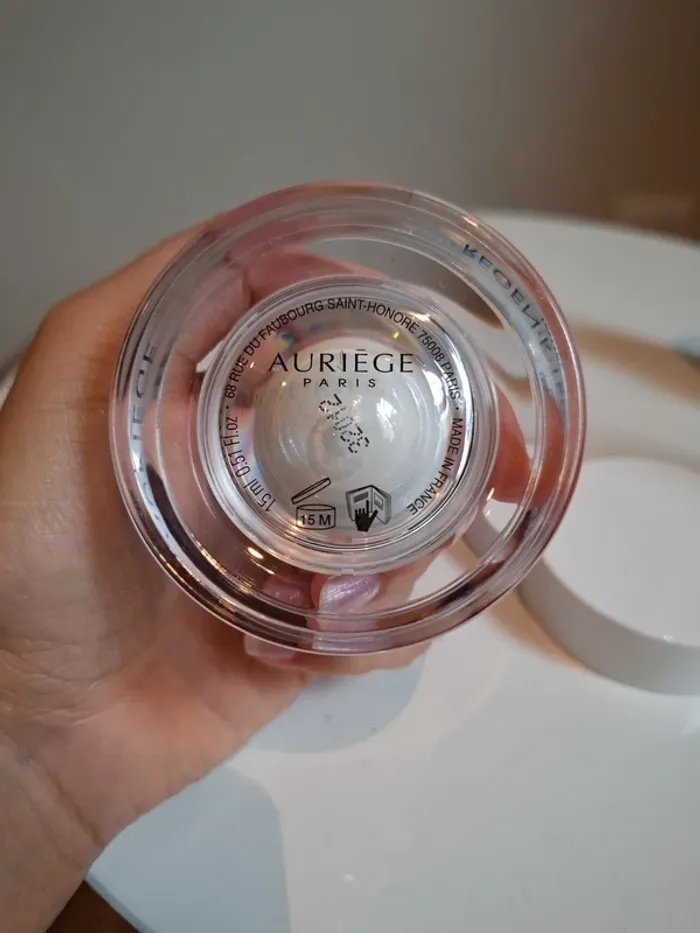 68 RUE DU FAUBOURG SAINT-HONORE 75008 PARIS • MADE IN FRANCE
15 ml 0.51 Fl.oz •
AURIÈGE
PARIS
15 M